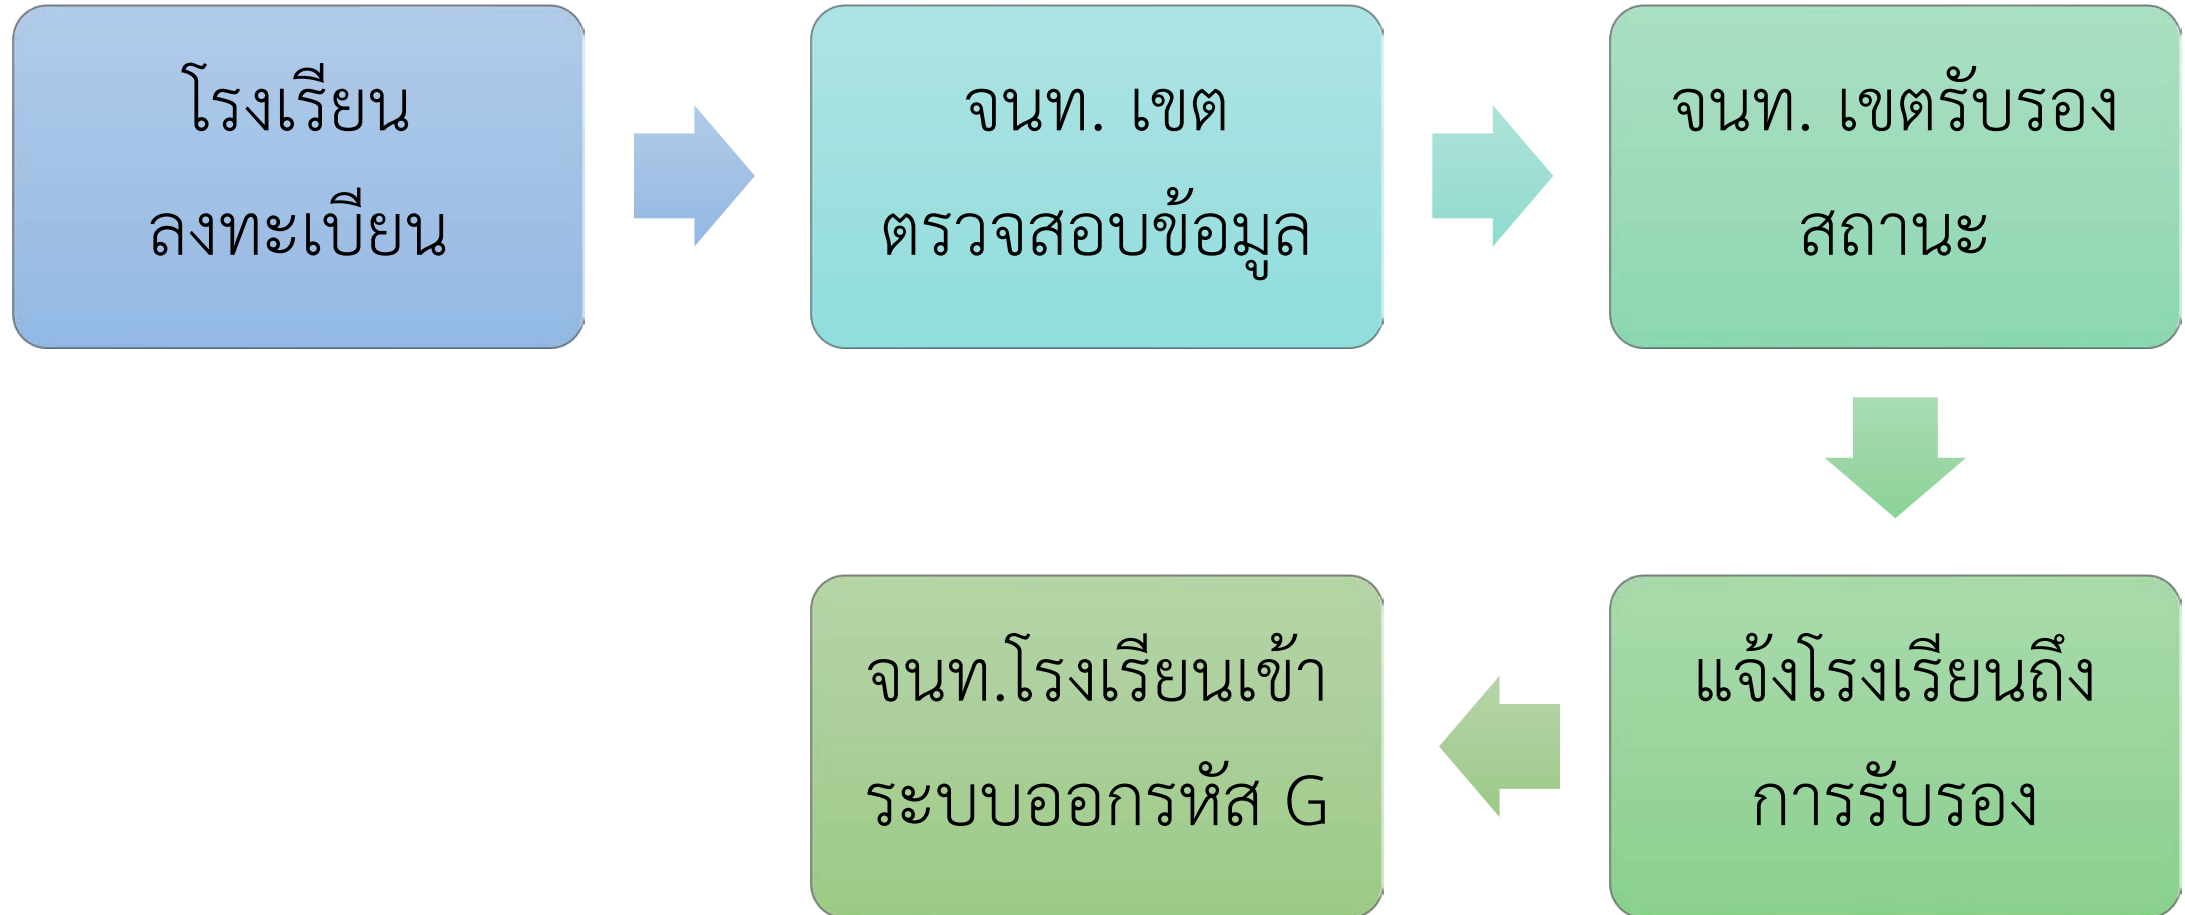 โรงเรียน
ลงทะเบียน
จนท. เขต
ตรวจสอบข้อมูล
จนท. เขตรับรอง
สถานะ
แจ้งโรงเรียนถึง
การรับรอง
จนท.โรงเรียนเข้า
ระบบออกรหัส G